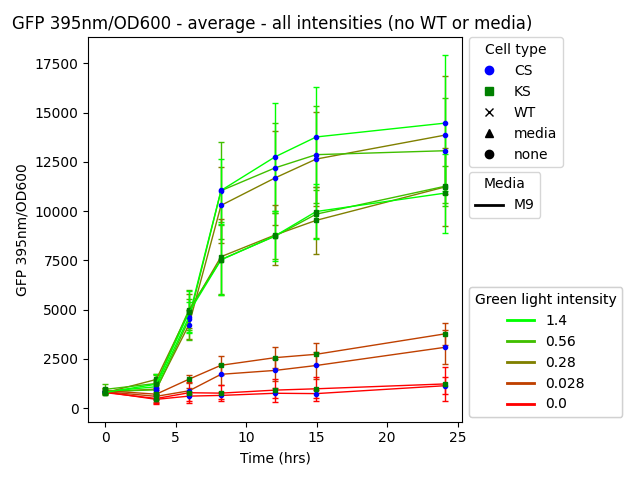 GFP 395nm/OD600 - average - all intensities (no WT or media)
GFP 395nm/OD600
17500
15000
12500
10000
7500
5000
2500
0
0
5
10
15
20
25
Time (hrs)
Cell type
CS
KS
WT
media
none
Media
M9
Green light intensity
1.4
0.56
0.28
0.028
0.0